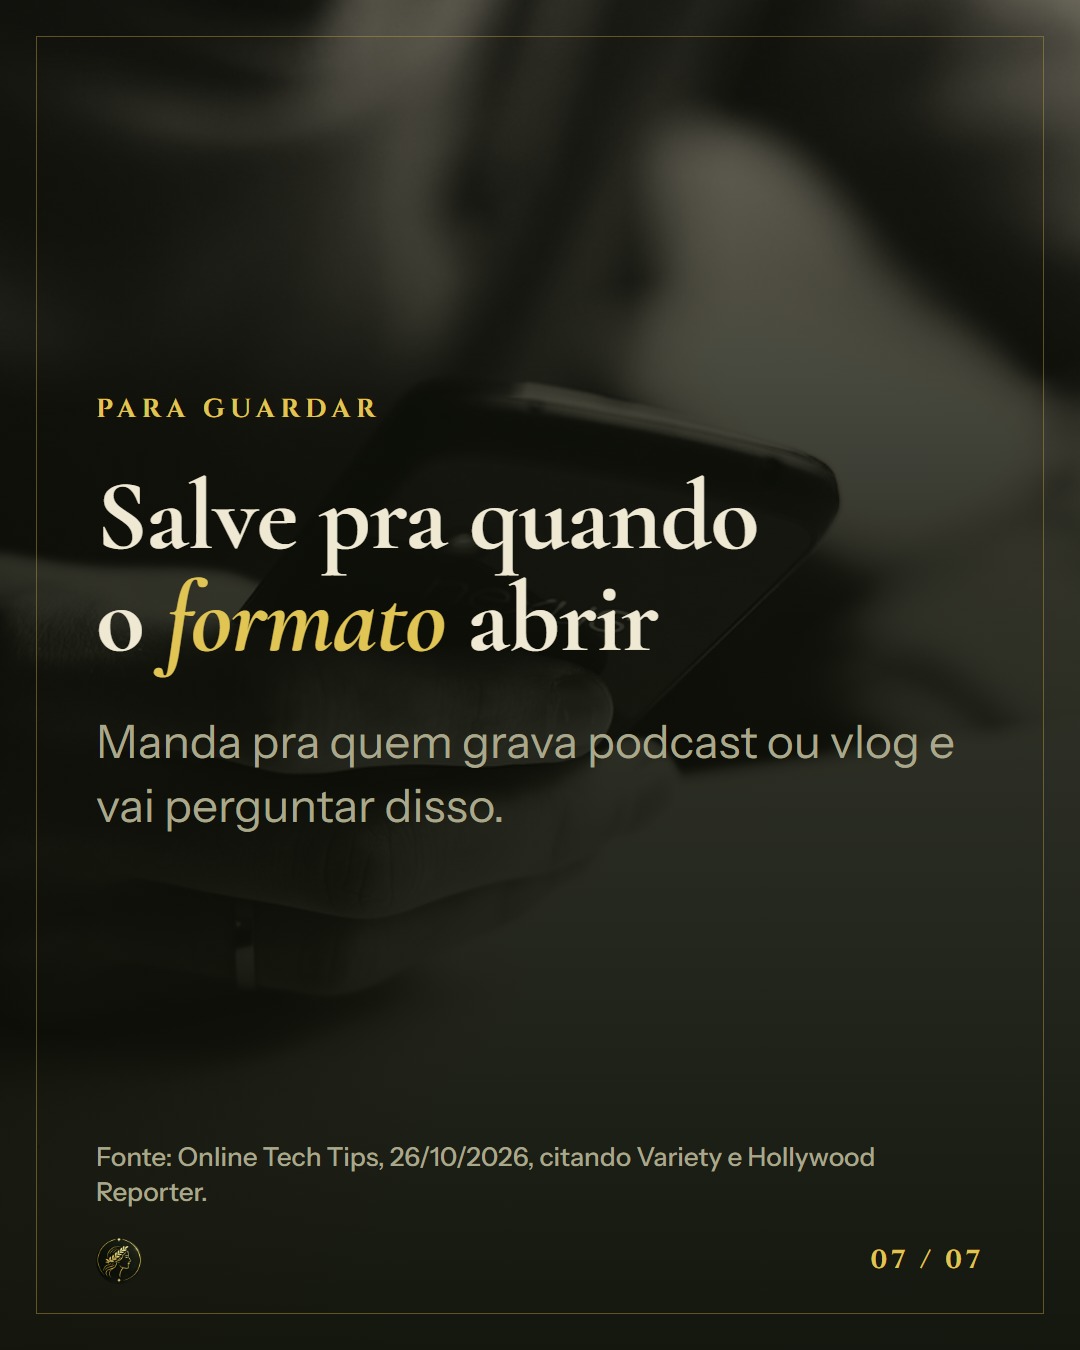 PARA GUARDAR
Salve pra quando
o formato abrir
Manda pra quem grava podcast ou vlog e
vai perguntar disso.
Fonte: Online Tech Tips, 26/10/2026, citando Variety e Hollywood
Reporter.
07 / 07